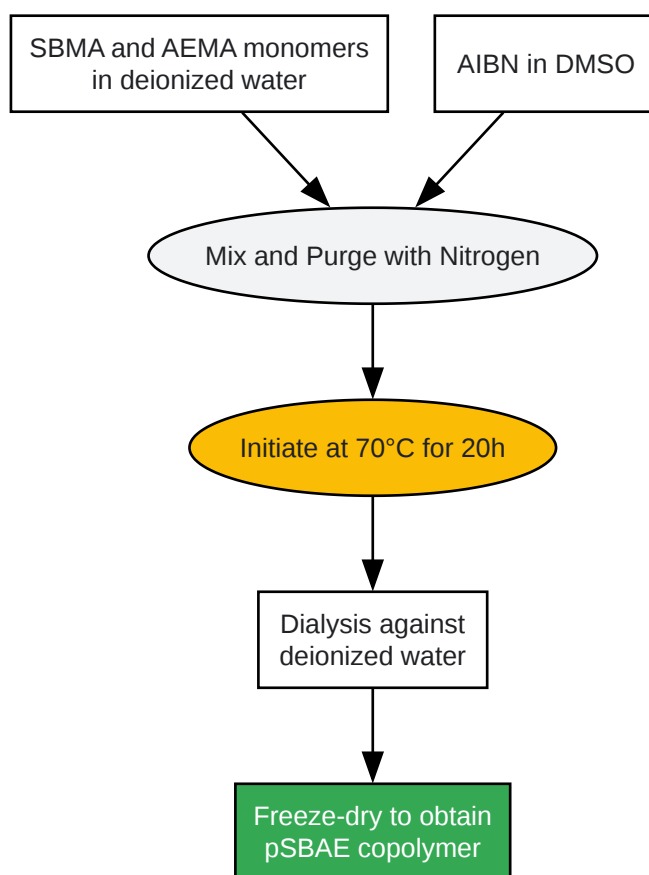 SBMA and AEMA monomers
in deionized water
AIBN in DMSO
Mix and Purge with Nitrogen
Initiate at 70°C for 20h
Dialysis against
deionized water
Freeze-dry to obtain
pSBAE copolymer